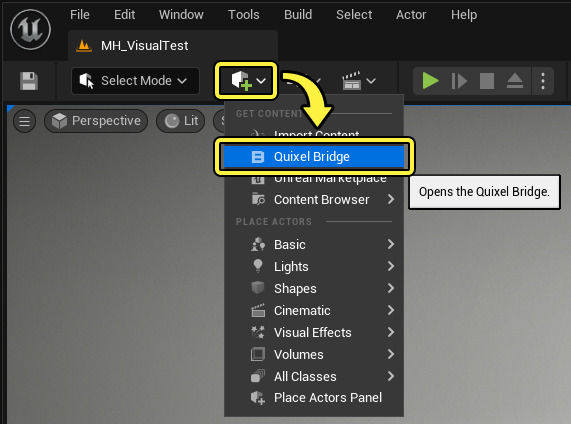 File Edit Window Tools Build Select Actor Help
MH_VisualTest
Select Mode
Perspective Lit
GET CONTENT
Import Content
Quixel Bridge
Opens the Quixel Bridge.
Unreal Marketplace
Content Browser
PLACE ACTORS
Basic
Lights
Shapes
Cinematic
Visual Effects
Volumes
All Classes
Place Actors Panel